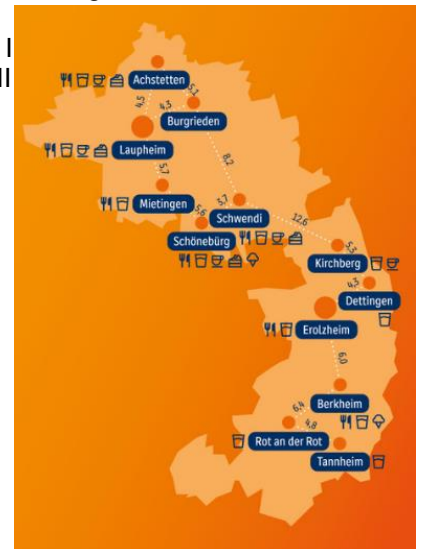 I
II
Achstetten
5,1
4,5
4,3
Burgrieden
Laupheim
8,2
5,7
Mietingen
5,6
3,7
Schwendi
12,6
Schönebürg
5,3
Kirchberg
4,3
Dettingen
Erolzheim
6,0
Berkheim
6,4
4,8
Rot an der Rot
Tannheim